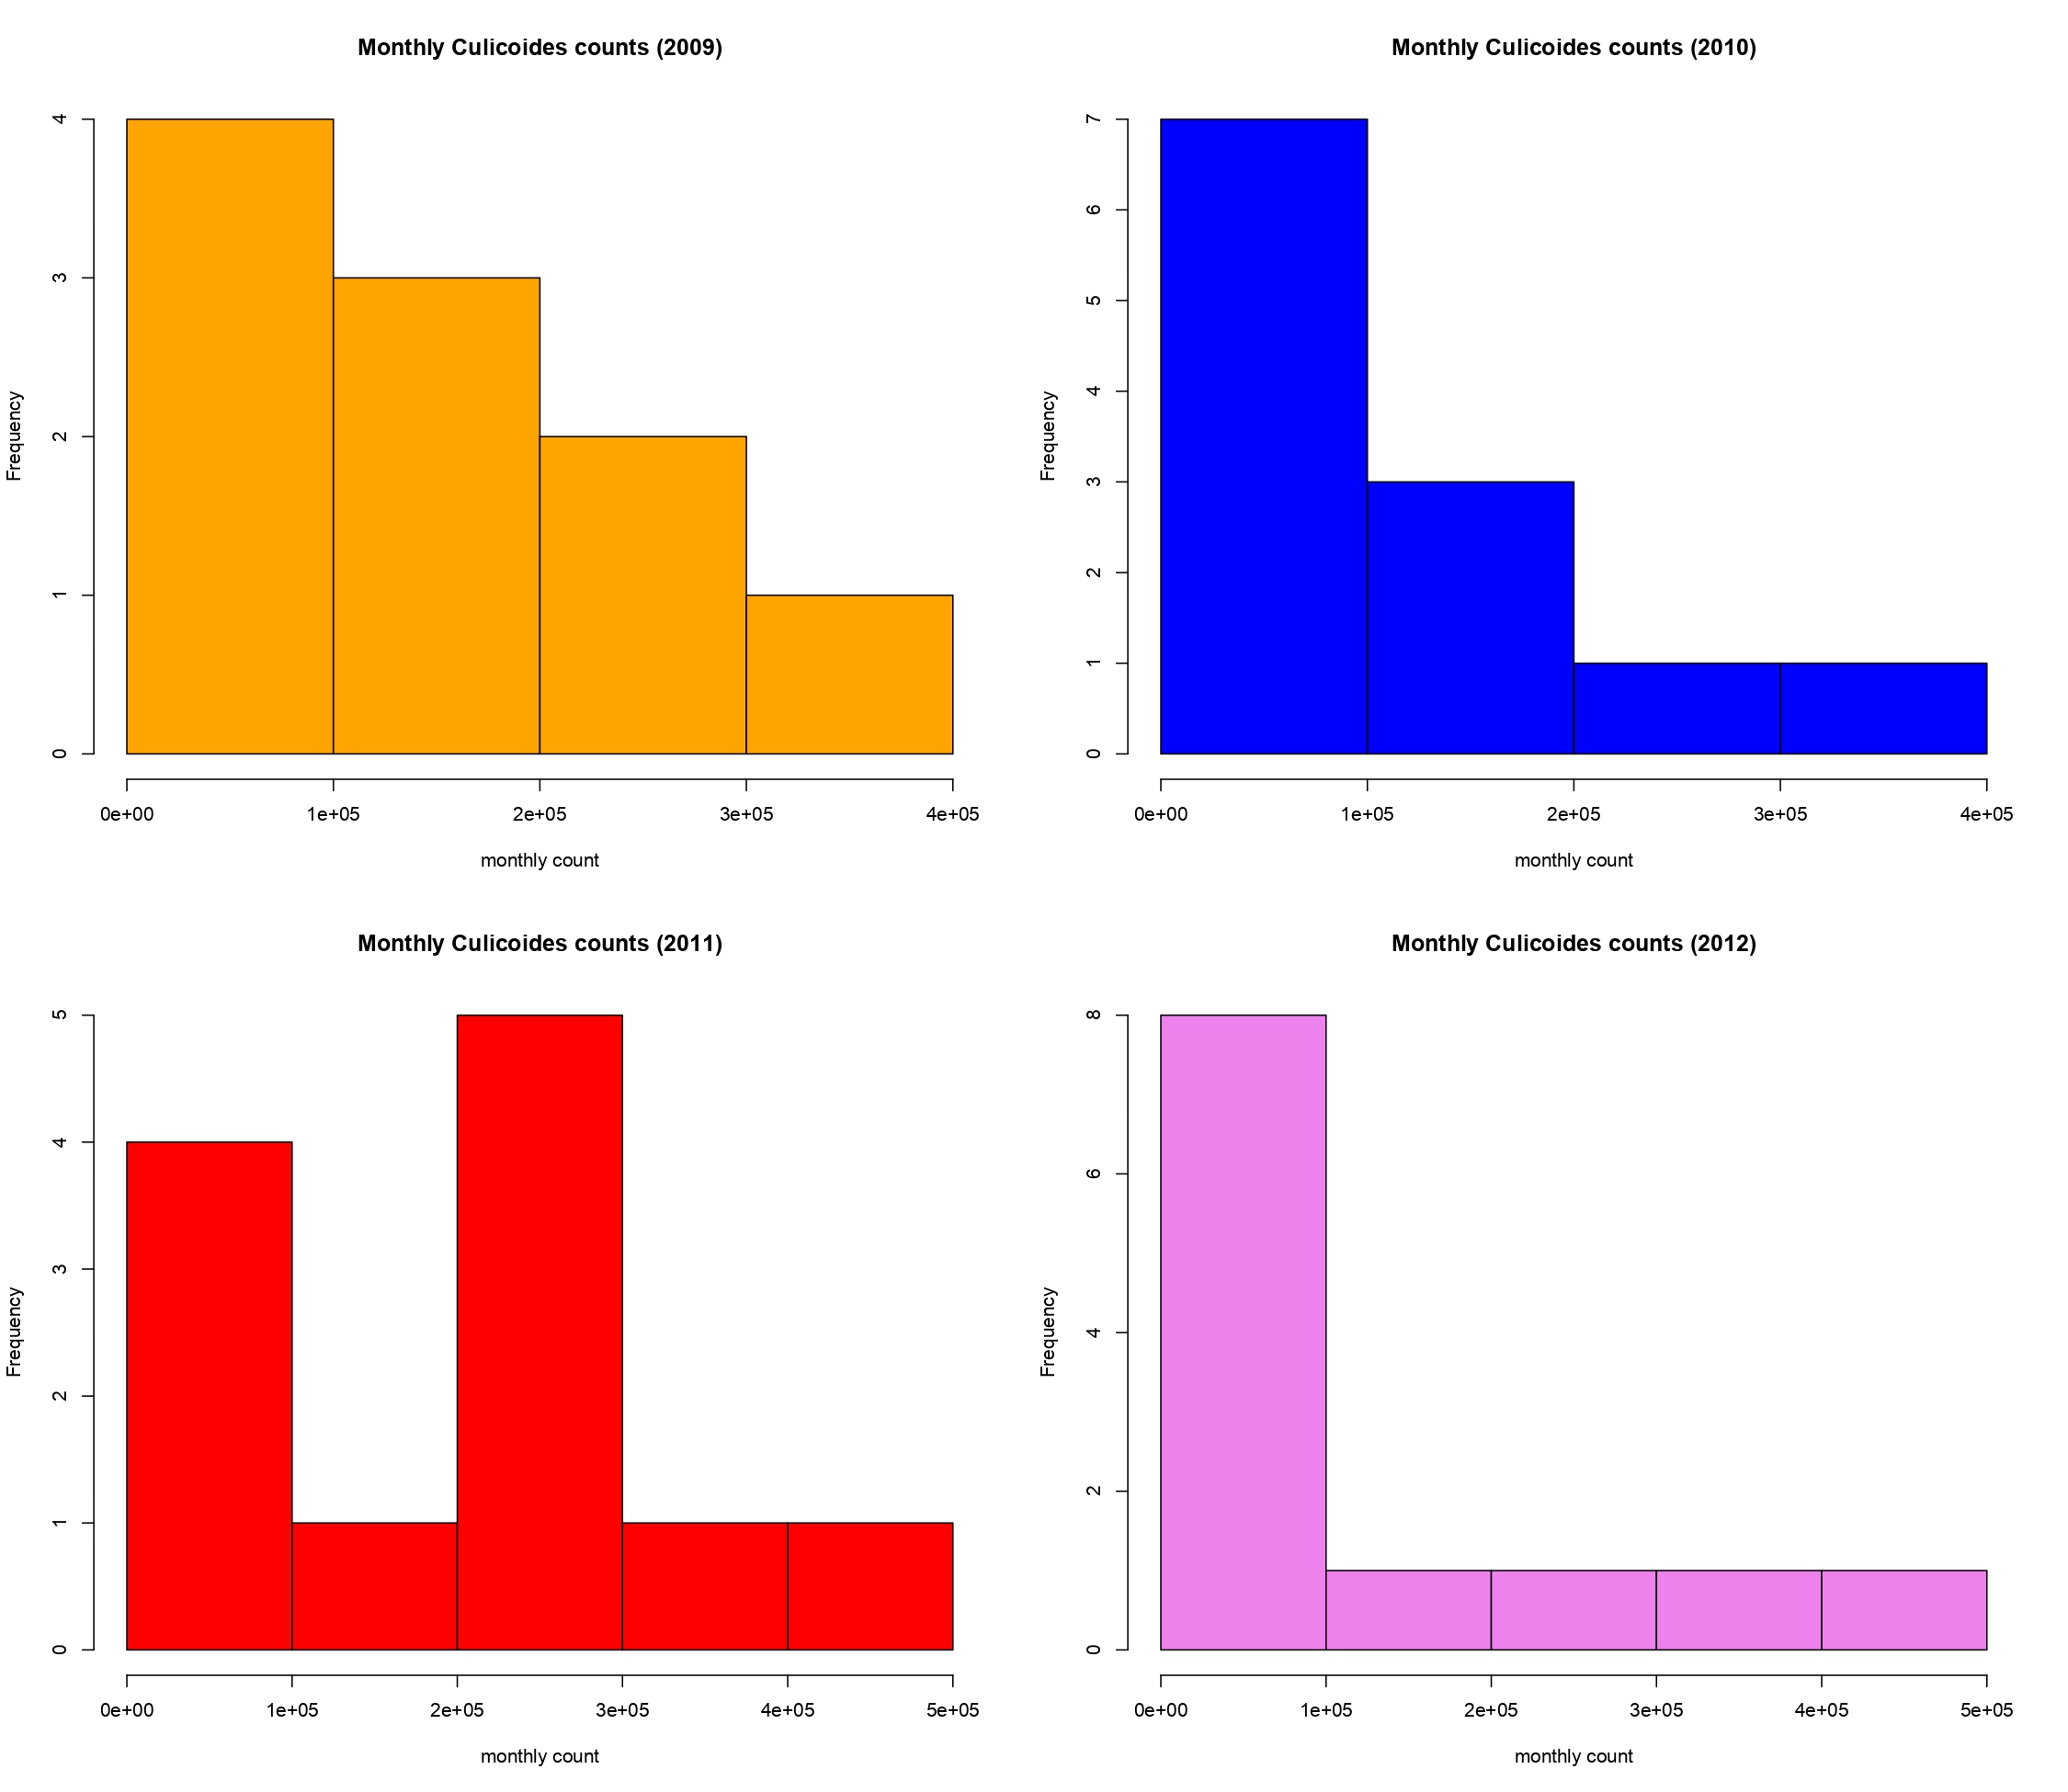 Monthly Culicoides counts (2009)
Frequency
4
3
2
1
0
0e+00 1e+05 2e+05 3e+05 4e+05
monthly count
Monthly Culicoides counts (2010)
Frequency
7
6
5
4
3
2
1
0
0e+00 1e+05 2e+05 3e+05 4e+05
monthly count
Monthly Culicoides counts (2011)
Frequency
5
4
3
2
1
0
0e+00 1e+05 2e+05 3e+05 4e+05 5e+05
monthly count
Monthly Culicoides counts (2012)
Frequency
8
6
4
2
0
0e+00 1e+05 2e+05 3e+05 4e+05 5e+05
monthly count